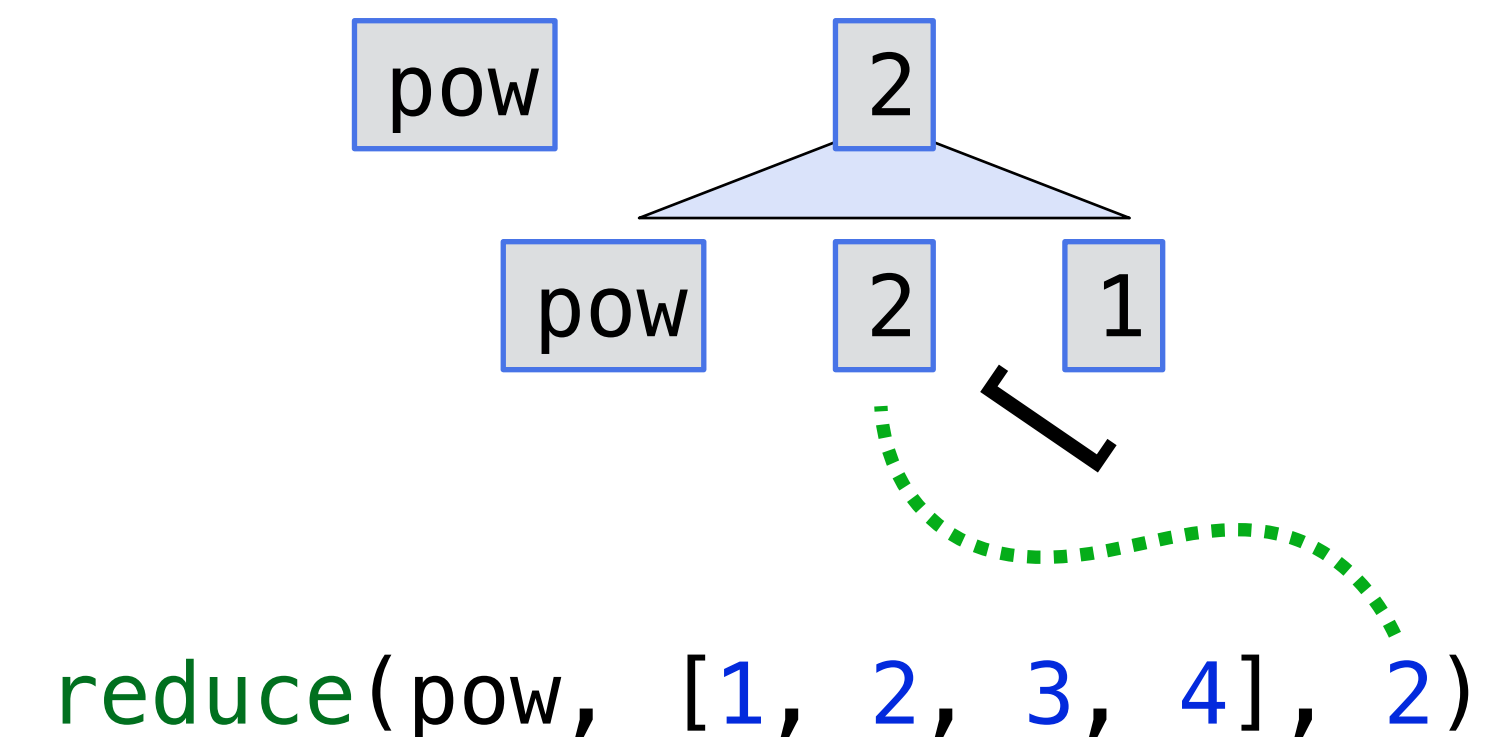 pow 2
pow 2 1
reduce(pow, [1, 2, 3, 4], 2)